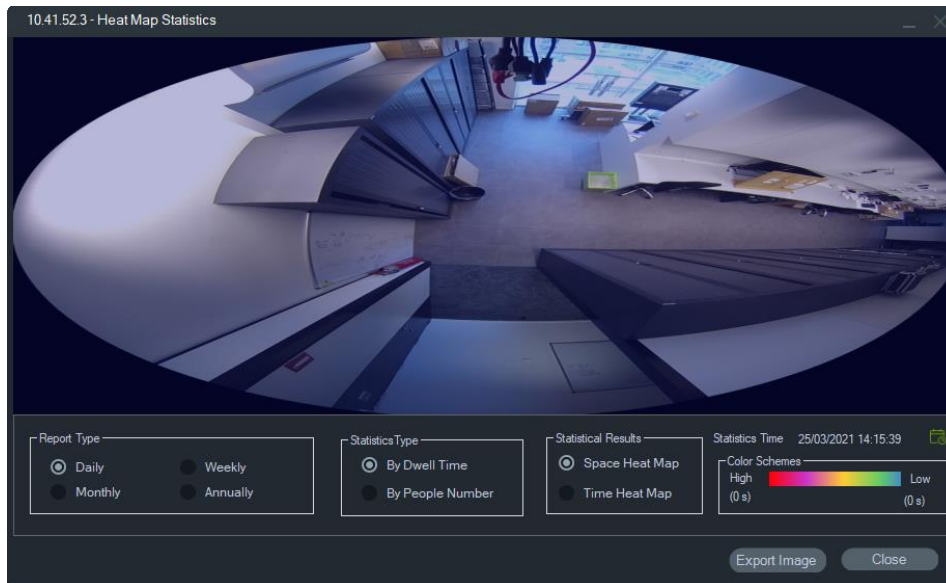 10.41.52.3 - Heat Map Statistics
Report Type
Daily
Weekly
Monthly
Annually
StatisticsType
By Dwell Time
By People Number
Statistical Results
Space Heat Map
Time Heat Map
Statistics Time 25/03/2021 14:15:39
Color Schemes
High
Low
(0 s)
(0 s)
Export Image
Close